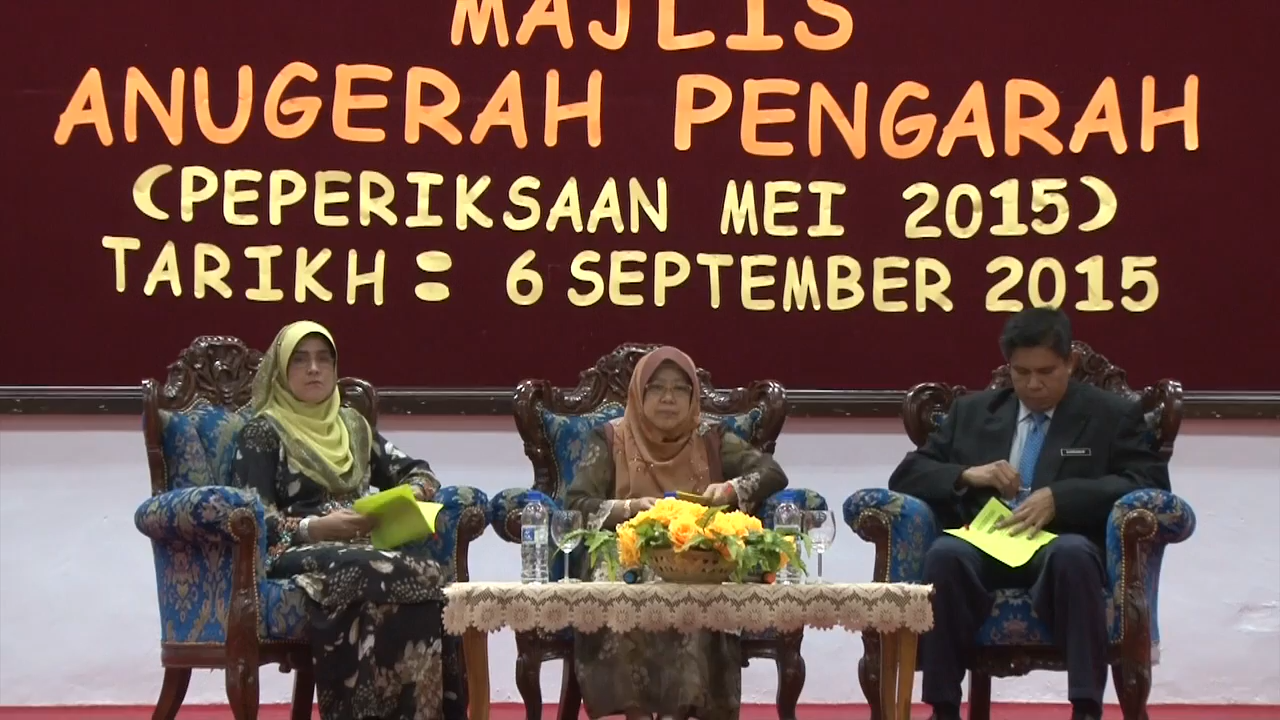 MAJLIS
ANUGERAH PENGARAH
(PEPERIKSAAN MEI 2015)
TARIKH : 6 SEPTEMBER 2015